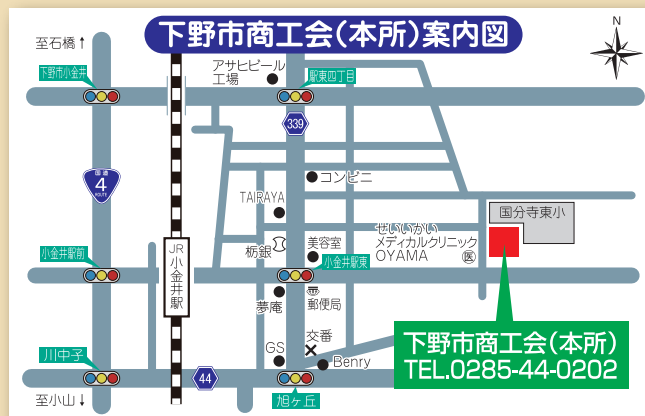 下野市商工会(本所)案内図
N
至石橋↑
下野市小金井
アサヒビール
工場
駅東四丁目
339
国道
4
ROUTE
コンビニ
TAIRAYA
国分寺東小
せいいかい
メディカルクリニック
OYAMA
医
栃銀
美容室
小金井駅前
JR
小金井駅
小金井駅東
夢庵
郵便局
下野市商工会(本所)
TEL.0285-44-0202
交番
GS
Benry
川中子
44
旭ヶ丘
至小山↓